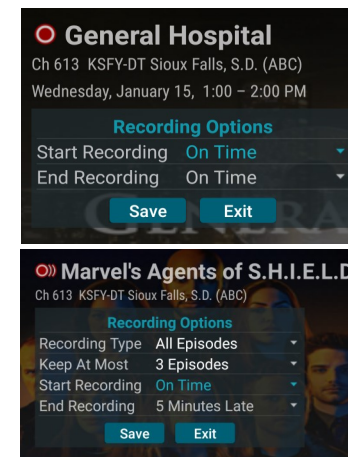 General Hospital
Ch 613 KSFY-DT Sioux Falls, S.D. (ABC)
Wednesday, January 15, 1:00 – 2:00 PM
Recording Options
Start Recording On Time
End Recording On Time
Save Exit
GENERA
Marvel's Agents of S.H.I.E.L.D
Ch 613 KSFY-DT Sioux Falls, S.D. (ABC)
Recording Options
Recording Type All Episodes
Keep At Most 3 Episodes
Start Recording On Time
End Recording 5 Minutes Late
Save Exit